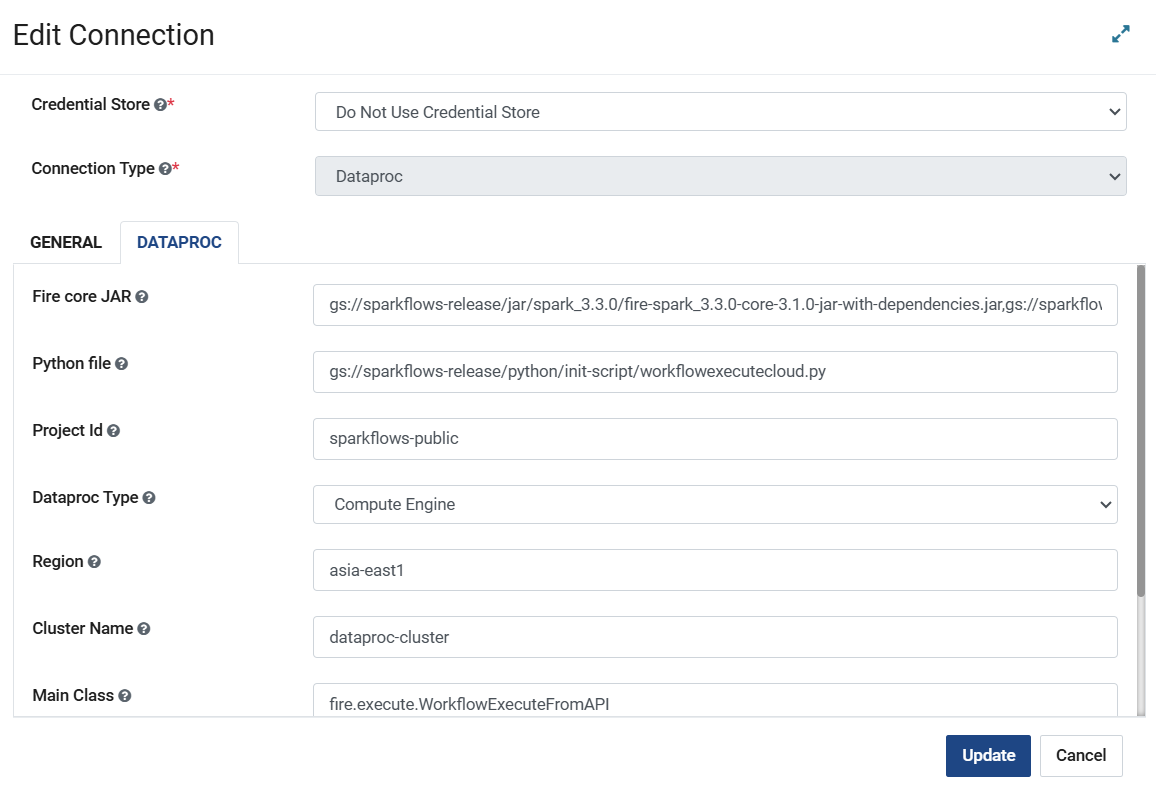 Edit Connection
Credential Store *
Do Not Use Credential Store
Connection Type *
Dataproc
GENERAL DATAPROC
Fire core JAR
gs://sparkflows-release/jar/spark_3.3.0/fire-spark_3.3.0-core-3.1.0-jar-with-dependencies.jar,gs://sparkflov
Python file
gs://sparkflows-release/python/init-script/workflowexecutecloud.py
Project Id
sparkflows-public
Dataproc Type
Compute Engine
Region
asia-east1
Cluster Name
dataproc-cluster
Main Class
fire.execute.WorkflowExecuteFromAPI
Update Cancel